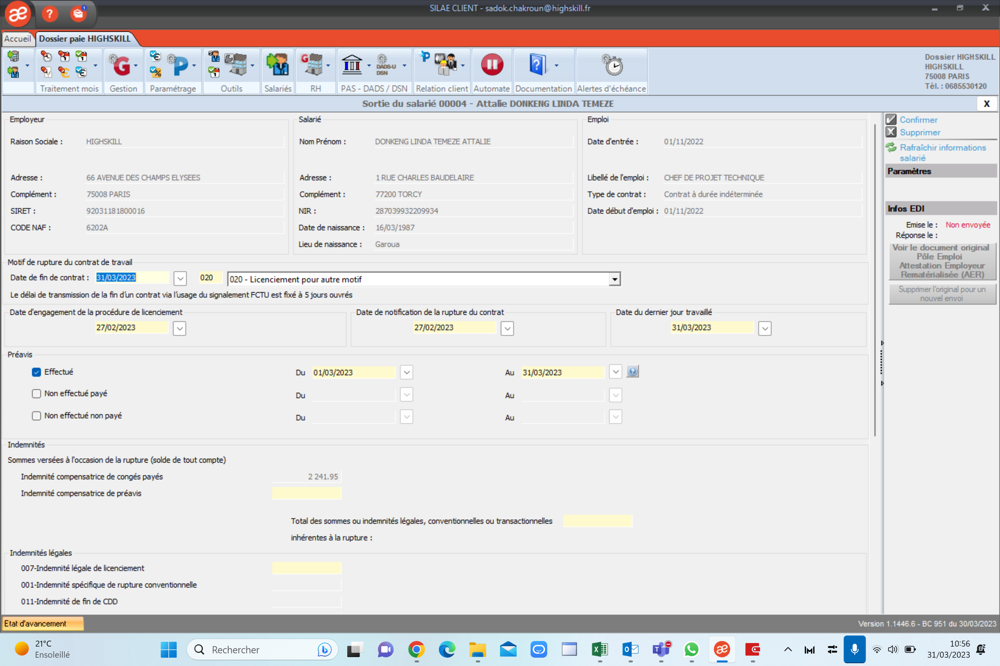 SILAE CLIENT - sadok.chakroun@highskill.fr
Accueil
Dossier paie HIGHSKILL
Traitement mois
Gestion
Paramétrage
Outils
Salariés
RH
DADS-U
DSN
PAS - DADS / DSN
Relation client
Automate
Documentation
Alertes d'échéance
Dossier HIGHSKILL
HIGHSKILL
75008 PARIS
Tél. : 0685530120
Sortie du salarié 00004 - Attalie DONKENG LINDA TEMEZE
X
Employeur
Raison Sociale : HIGHSKILL
Adresse : 66 AVENUE DES CHAMPS ELYSEES
Complément : 75008 PARIS
SIRET : 92031181800016
CODE NAF : 6202A
Salarié
Nom Prénom : DONKENG LINDA TEMEZE ATTALIE
Adresse : 1 RUE CHARLES BAUDELAIRE
Complément : 77200 TORCY
NIR : 287039932209934
Date de naissance : 16/03/1987
Lieu de naissance : Garoua
Emploi
Date d'entrée : 01/11/2022
Libellé de l'emploi : CHEF DE PROJET TECHNIQUE
Type de contrat : Contrat à durée indéterminée
Date début d'emploi : 01/11/2022
Confirmer
Supprimer
Rafraîchir informations
salarié
Paramètres
Infos EDI
Emise le : Non envoyée
Réponse le :
Voir le document original
Pôle Emploi
Attestation Employeur
Rematérialisée (AER)
Supprimer l'original pour un
nouvel envoi
Motif de rupture du contrat de travail
Date de fin de contrat : 31/03/2023 020 020 - Licenciement pour autre motif
Le délai de transmission de la fin d'un contrat via l'usage du signalement FCTU est fixé à 5 jours ouvrés
Date d'engagement de la procédure de licenciement
27/02/2023
Date de notification de la rupture du contrat
27/02/2023
Date du dernier jour travaillé
31/03/2023
Préavis
Effectué Du 01/03/2023 Au 31/03/2023
Non effectué payé Du Au
Non effectué non payé Du Au
Indemnités
Sommes versées à l'occasion de la rupture (solde de tout compte)
Indemnité compensatrice de congés payés 2 241.95
Indemnité compensatrice de préavis
Total des sommes ou indemnités légales, conventionnelles ou transactionnelles
inhérentes à la rupture :
Indemnités légales
007-Indemnité légale de licenciement
001-Indemnité spécifique de rupture conventionnelle
011-Indemnité de fin de CDD
Etat d'avancement
Version 1.1446.6 - BC 951 du 30/03/2023
21°C
Ensoleillé
Rechercher
10:56
31/03/2023